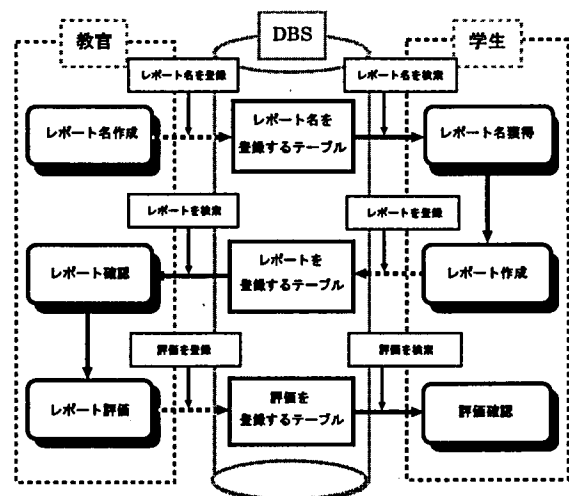 教官
DBS
学生
レポート名を登録
レポート名を検索
レポート名作成
レポート名を
登録するテーブル
レポート名獲得
レポートを検索
レポートを登録
レポート確認
レポートを
登録するテーブル
レポート作成
評価を登録
評価を検索
レポート評価
評価を
登録するテーブル
評価確認